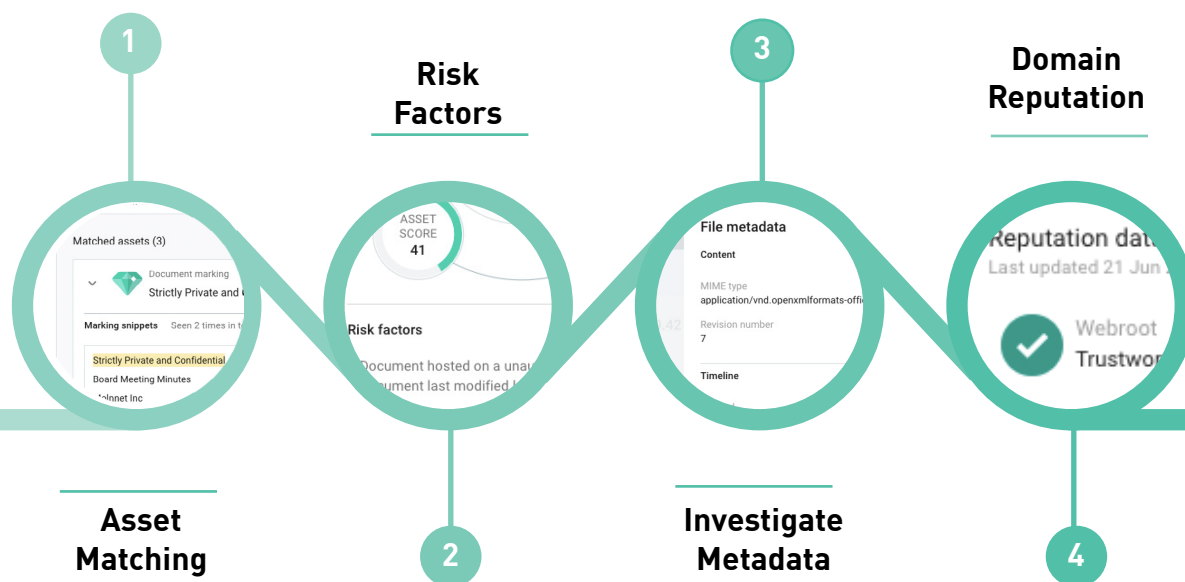 1
Matched assets (3)
Document marking
Strictly Private and
Marking snippets Seen 2 times in
Strictly Private and Confidential
Board Meeting Minutes
Inc
Asset
Matching
Risk
Factors
ASSET
SCORE
41
Risk factors
Document hosted on a
last modified
2
3
File metadata
Content
MIME type
application/vnd.openxmlformats-offi
Revision number
7
Timeline
Investigate
Metadata
Domain
Reputation
Reputation dat
Last updated 21 Jun
Webroot
Trustwor
4